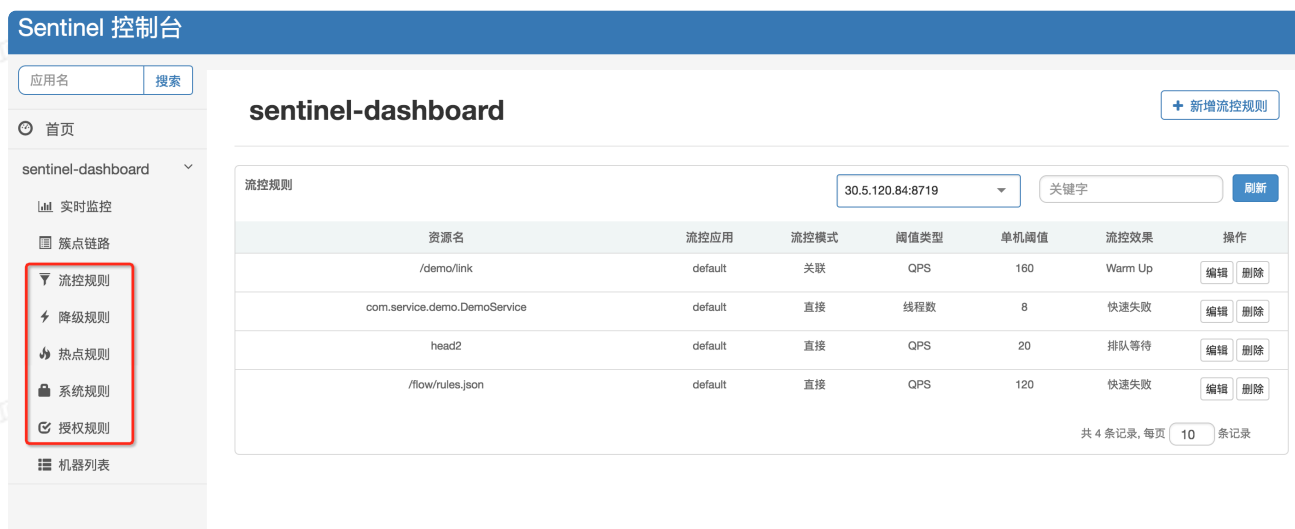 Sentinel 控制台
应用名 搜索
首页
sentinel-dashboard
实时监控
簇点链路
流控规则
降级规则
热点规则
系统规则
授权规则
机器列表
sentinel-dashboard
新增流控规则
流控规则 30.5.120.84:8719 关键字 刷新
资源名 流控应用 流控模式 阈值类型 单机阈值 流控效果 操作
/demo/link default 关联 QPS 160 Warm Up 编辑 删除
com.service.demo.DemoService default 直接 线程数 8 快速失败 编辑 删除
head2 default 直接 QPS 20 排队等待 编辑 删除
/flow/rules.json default 直接 QPS 120 快速失败 编辑 删除
共 4 条记录, 每页 10 条记录